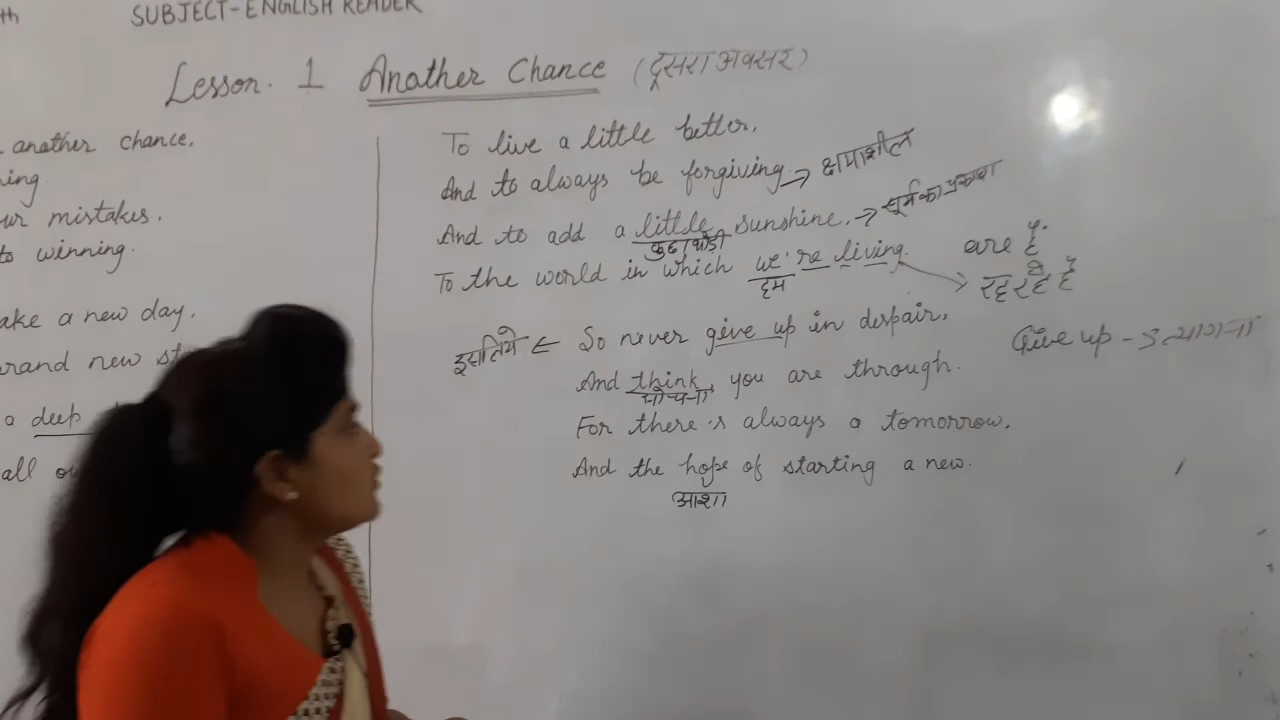 th SUBJECT-ENGLISH READER
Lesson. 1 Another Chance (दूसरा अवसर)
another chance.
ning.
ur mistakes.
to winning.
ake a new day.
rand new st
a deep
all ou
To live a little better.
And to always be forgiving. → क्षमाशील
And to add a little sunshine. → सूर्य का प्रकाश
कुछ/थोड़ी
To the world in which we're living. are हैं.
हम रह रहे हैं
इसलिये ← So never give up in despair. Give up -
And think, you are through.
सोचना
For there's always a tomorrow.
And the hope of starting a new.
आशा